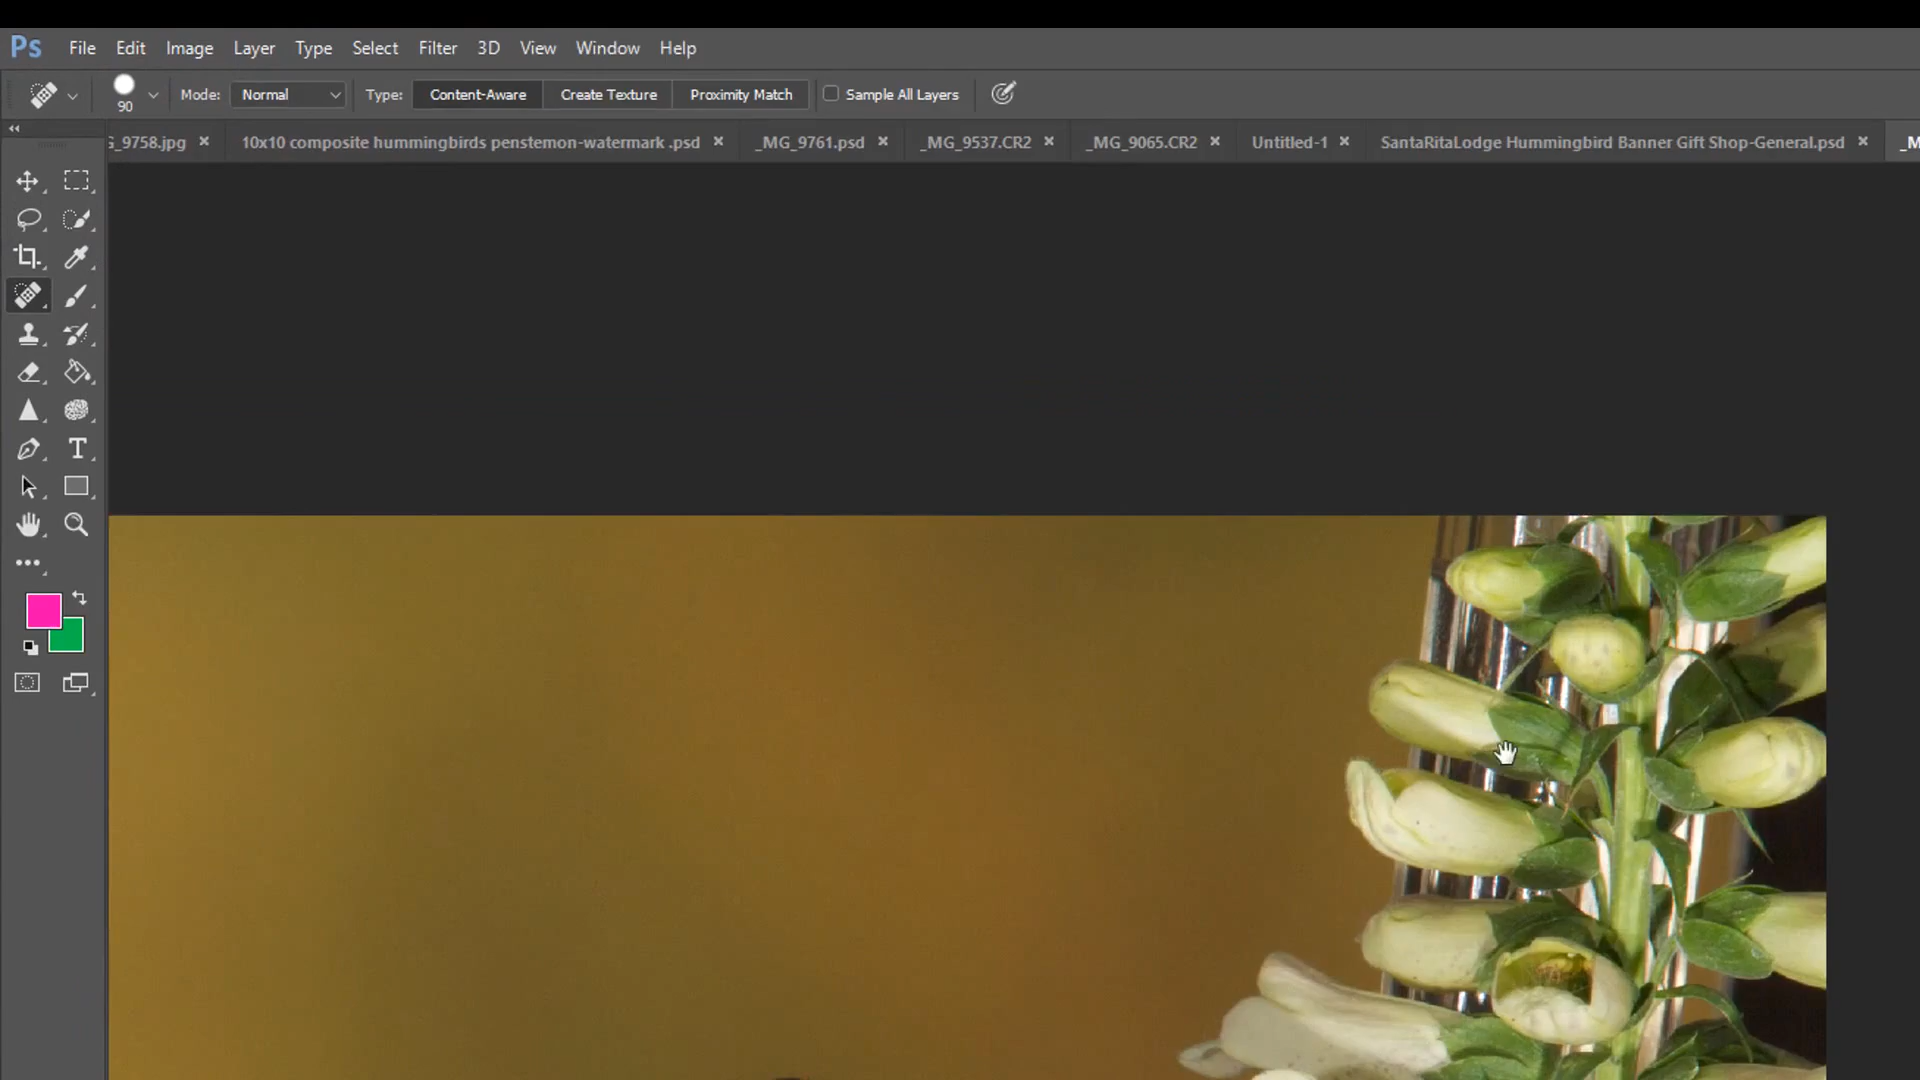 Ps File Edit Image Layer Type Select Filter 3D View Window Help
90 Mode: Normal Type: Content-Aware Create Texture Proximity Match Sample All Layers
G_9758.jpg × 10x10 composite hummingbirds penstemon-watermark .psd × _MG_9761.psd × _MG_9537.CR2 × _MG_9065.CR2 × Untitled-1 × SantaRitaLodge Hummingbird Banner Gift Shop-General.psd × _M
T